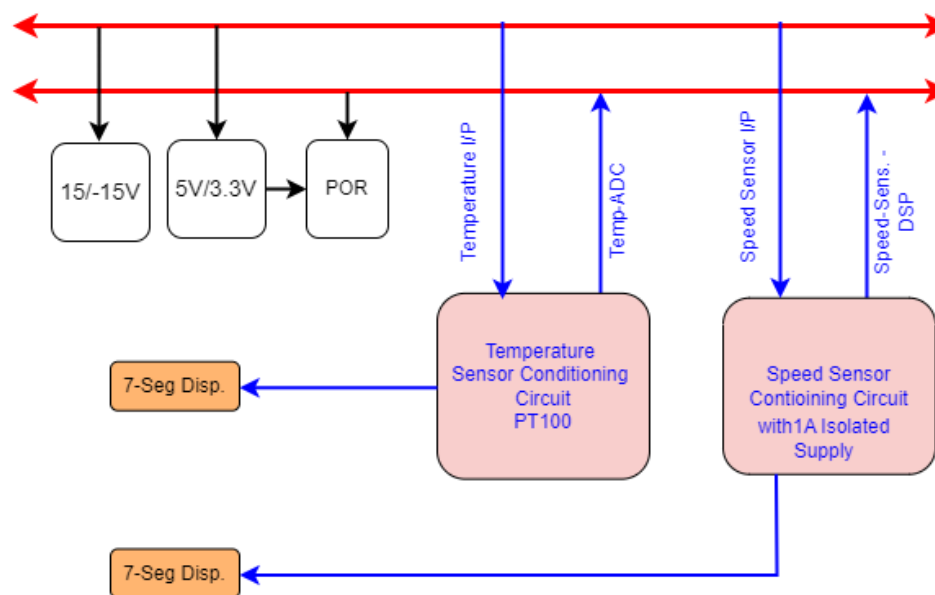 15/-15V
5V/3.3V
POR
Temperature I/P
Temp-ADC
Speed Sensor I/P
Speed-Sens. -
DSP
Temperature
Sensor Conditioning
Circuit
PT100
Speed Sensor
Contioining Circuit
with1A Isolated
Supply
7-Seg Disp.
7-Seg Disp.